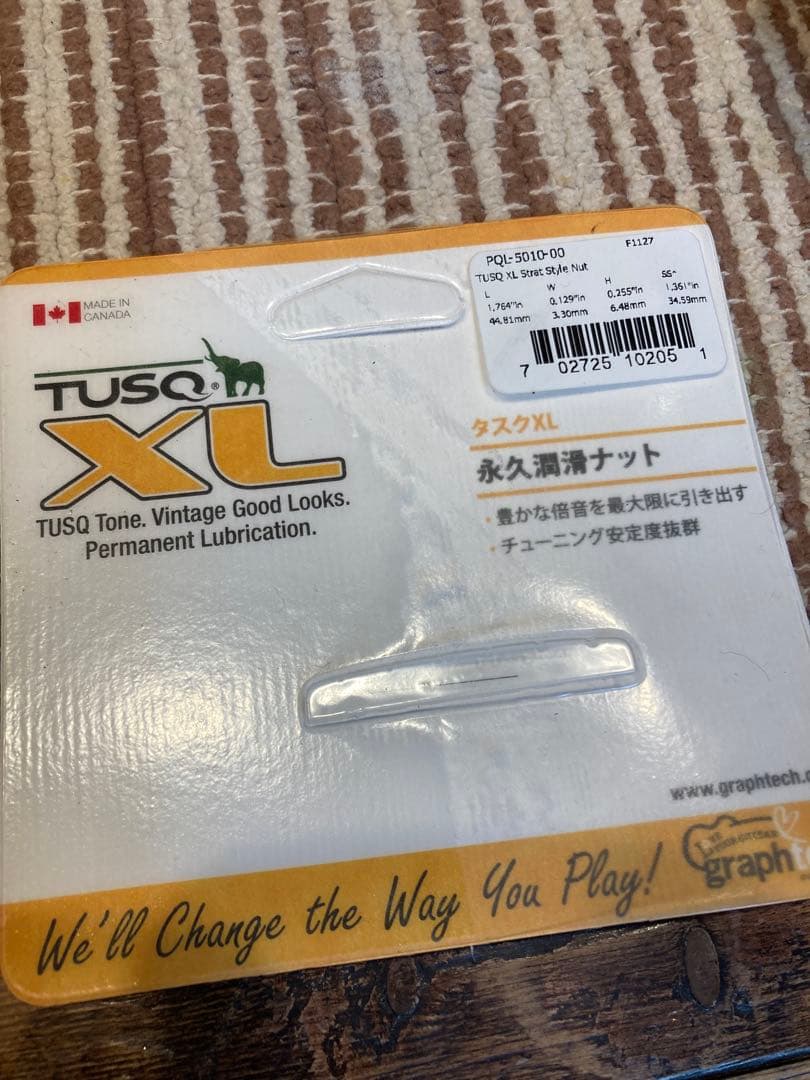 PQL-5010-00 F1127
TUSQ XL Strat Style Nut
L W H SS^
1.764"in 0.129"in 0.255"in 1.361"in
44.81mm 3.30mm 6.48mm 34.59mm
7 02725 10205 1
MADE IN
CANADA
TUSQ®
XL
TUSQ Tone. Vintage Good Looks.
Permanent Lubrication.
タスクXL
永久潤滑ナット
・豊かな倍音を最大限に引き出す
・チューニング安定度抜群
www.graphtech.c
graph
We'll Change the Way You Play!